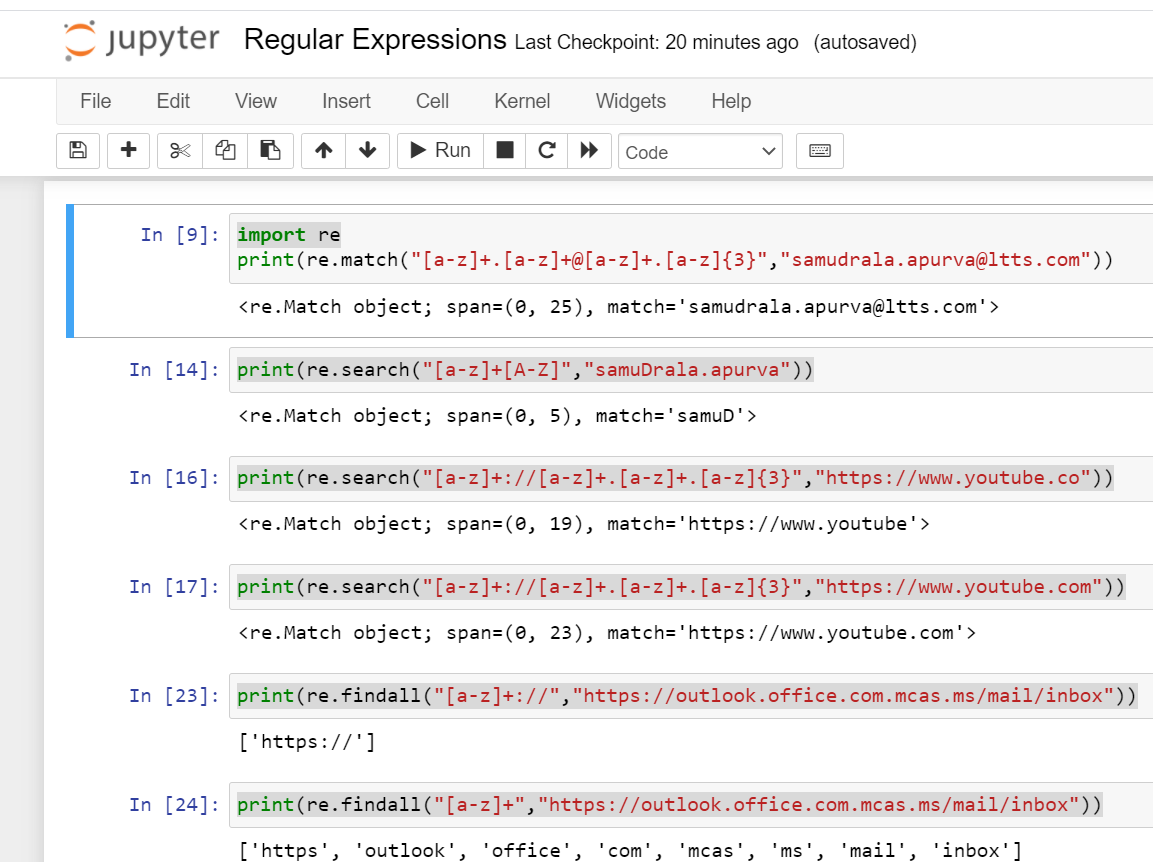 jupyter Regular Expressions Last Checkpoint: 20 minutes ago (autosaved)
File Edit View Insert Cell Kernel Widgets Help
Run Code
In [9]: import re
print(re.match("[a-z]+.[a-z]+@[a-z]+.[a-z]{3}","samudrala.apurva@ltts.com"))
<re.Match object; span=(0, 25), match='samudrala.apurva@ltts.com'>
In [14]: print(re.search("[a-z]+[A-Z]","samuDrala.apurva"))
<re.Match object; span=(0, 5), match='samuD'>
In [16]: print(re.search("[a-z]+://[a-z]+.[a-z]+.[a-z]{3}","https://www.youtube.co"))
<re.Match object; span=(0, 19), match='https://www.youtube'>
In [17]: print(re.search("[a-z]+://[a-z]+.[a-z]+.[a-z]{3}","https://www.youtube.com"))
<re.Match object; span=(0, 23), match='https://www.youtube.com'>
In [23]: print(re.findall("[a-z]+://","https://outlook.office.com.mcas.ms/mail/inbox"))
['https://']
In [24]: print(re.findall("[a-z]+","https://outlook.office.com.mcas.ms/mail/inbox"))
['https', 'outlook', 'office', 'com', 'mcas', 'ms', 'mail', 'inbox']